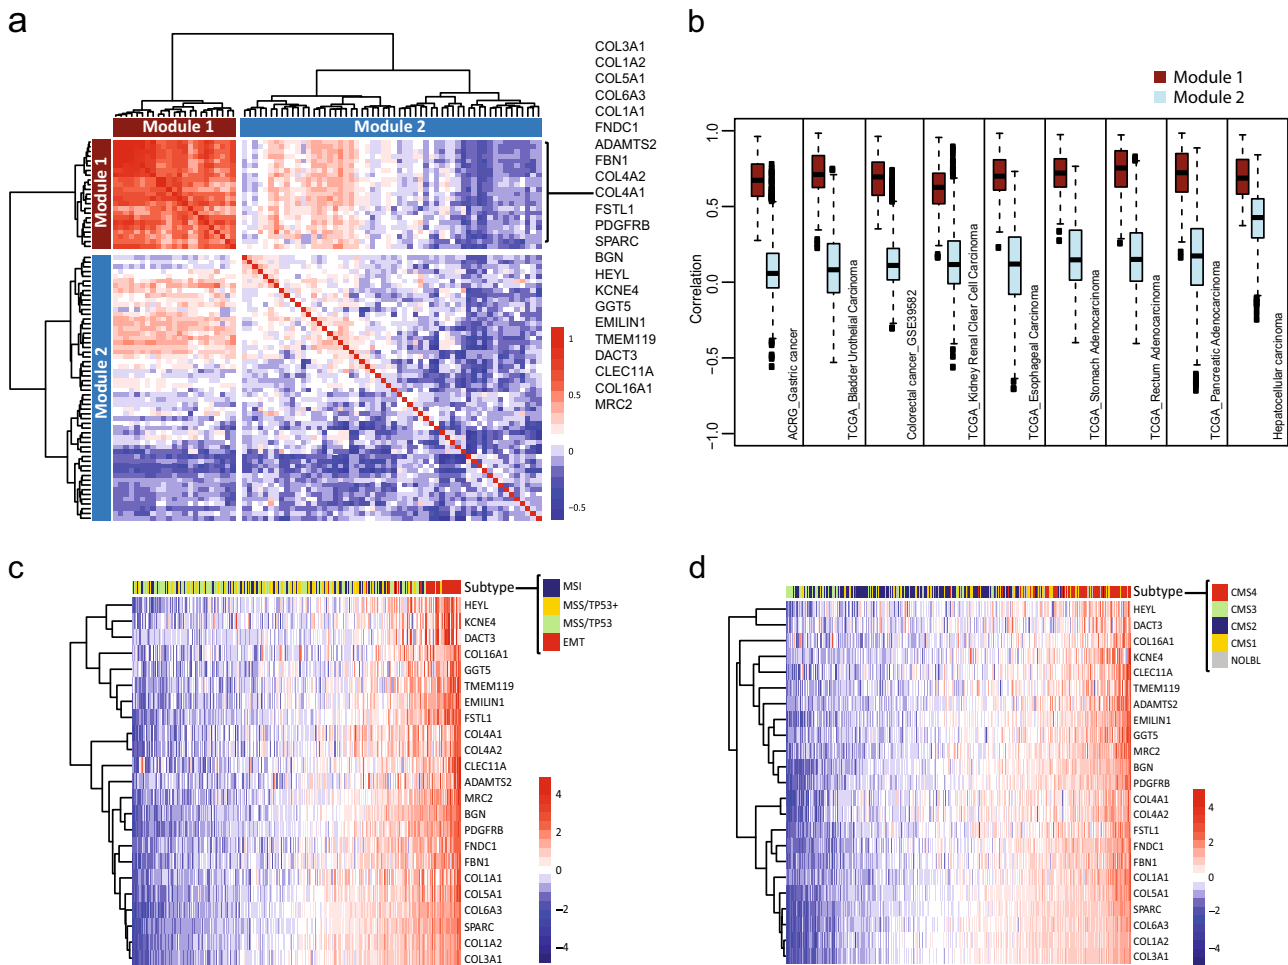 a
COL3A1
COL1A2
COL5A1
COL6A3
COL1A1
FNDC1
ADAMTS2
FBN1
COL4A2
COL4A1
FSTL1
PDGFRB
SPARC
BGN
HEYL
KCNE4
GGT5
EMILIN1
TMEM119
DACT3
CLEC11A
COL16A1
MRC2
Module 1
Module 2
Module 1
Module 2
1
0.5
0
−0.5
b
Module 1
Module 2
Correlation
1.0
0.5
0.0
−0.5
−1.0
ACRG_Gastric cancer
TCGA_Bladder Urothelial Carcinoma
Colorectal cancer_GSE39582
TCGA_Kidney Renal Clear Cell Carcinoma
TCGA_Esophageal Carcinoma
TCGA_Stomach Adenocarcinoma
TCGA_Rectum Adenocarcinoma
TCGA_Pancreatic Adenocarcinoma
Hepatocellular carcinoma
c
Subtype
MSI
MSS/TP53+
MSS/TP53
EMT
HEYL
KCNE4
DACT3
COL16A1
GGT5
TMEM119
EMILIN1
FSTL1
COL4A1
COL4A2
CLEC11A
ADAMTS2
MRC2
BGN
PDGFRB
FNDC1
FBN1
COL1A1
COL5A1
COL6A3
SPARC
COL1A2
COL3A1
4
2
0
−2
−4
d
Subtype
CMS4
CMS3
CMS2
CMS1
NOLBL
HEYL
DACT3
COL16A1
KCNE4
CLEC11A
TMEM119
ADAMTS2
EMILIN1
GGT5
MRC2
BGN
PDGFRB
COL4A1
COL4A2
FSTL1
FNDC1
FBN1
COL1A1
COL5A1
SPARC
COL6A3
COL1A2
COL3A1
4
2
0
−2
−4